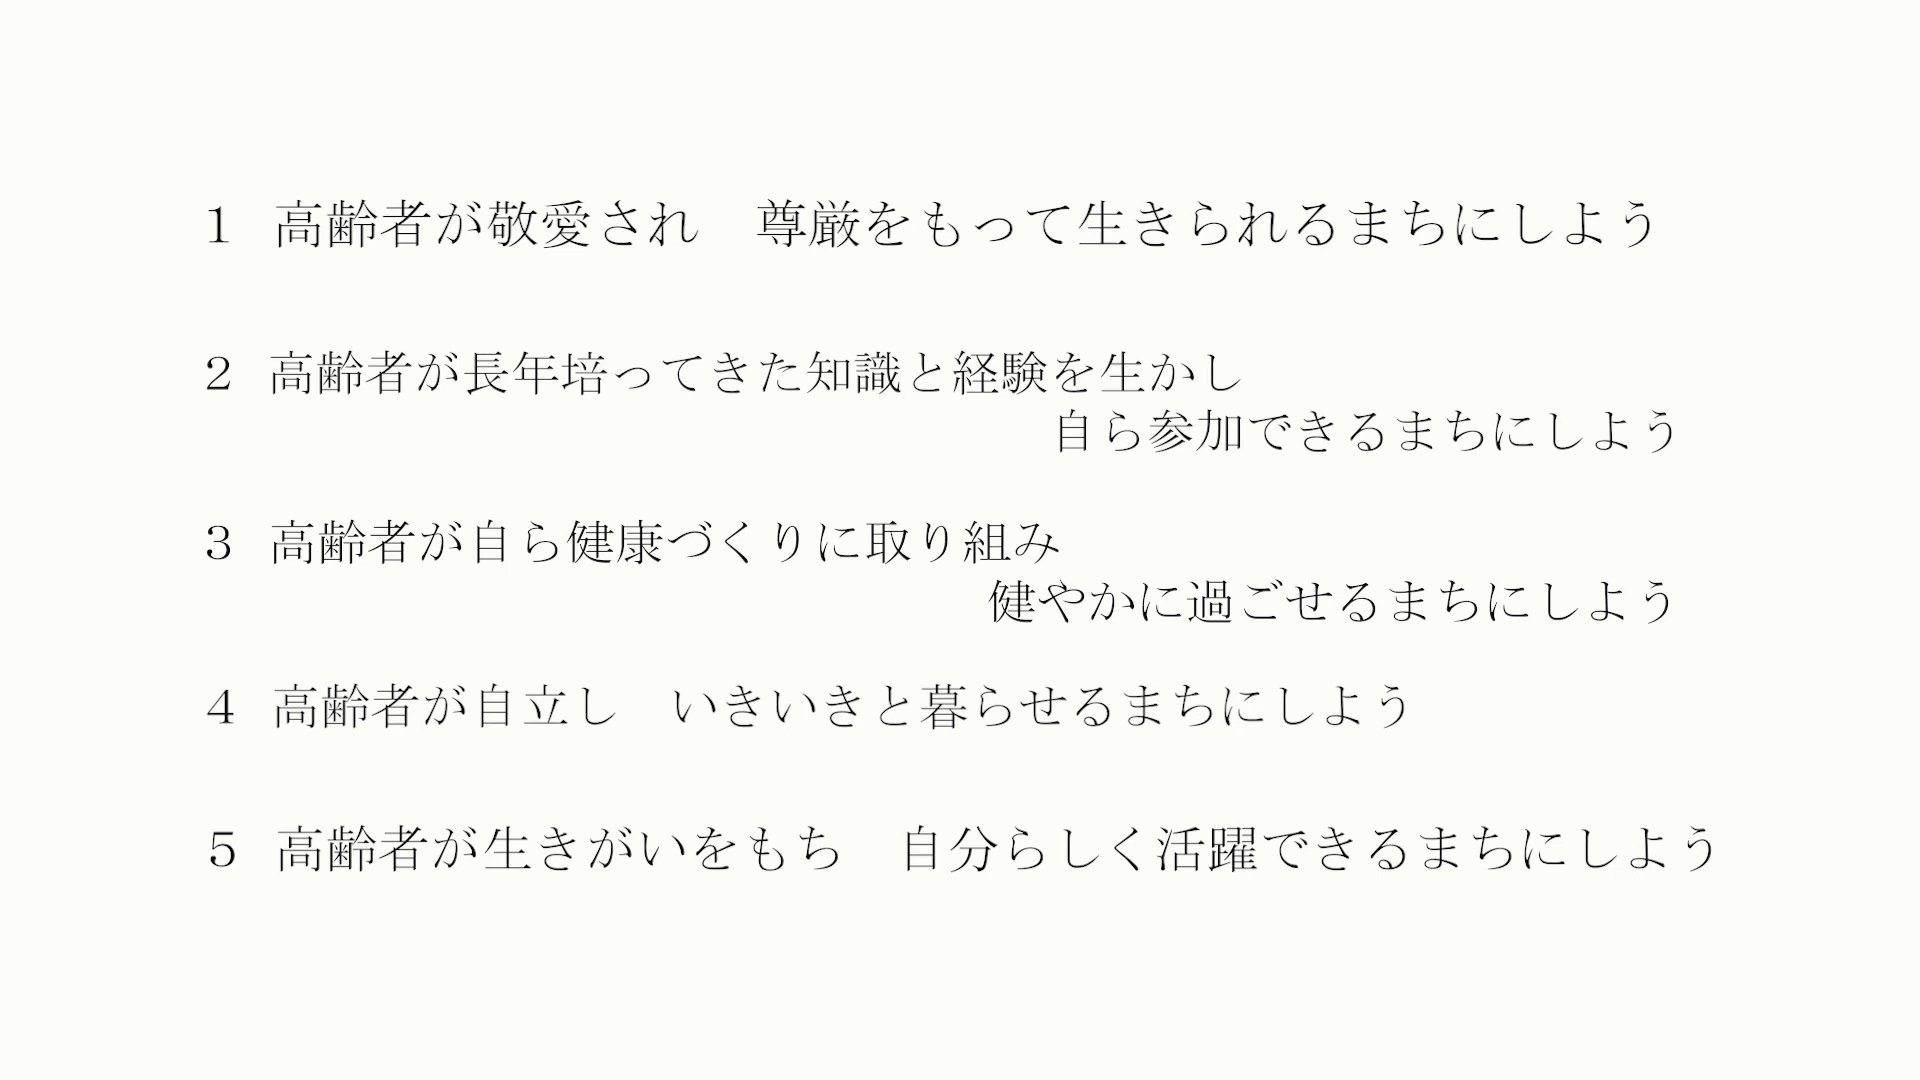 １　高齢者が敬愛され　尊厳をもって生きられるまちにしよう
２　高齢者が長年培ってきた知識と経験を生かし
自ら参加できるまちにしよう
３　高齢者が自ら健康づくりに取り組み
健やかに過ごせるまちにしよう
４　高齢者が自立し　いきいきと暮らせるまちにしよう
５　高齢者が生きがいをもち　自分らしく活躍できるまちにしよう